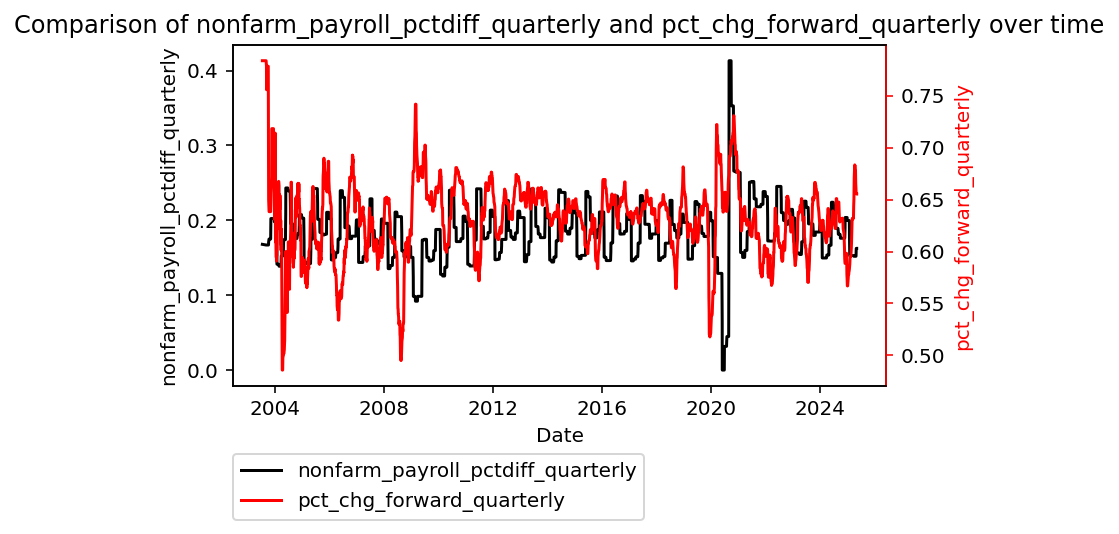 Comparison of nonfarm_payroll_pctdiff_quarterly and pct_chg_forward_quarterly over time
nonfarm_payroll_pctdiff_quarterly
0.4
0.3
0.2
0.1
0.0
0.75
0.70
0.65
0.60
0.55
0.50
pct_chg_forward_quarterly
2004 2008 2012 2016 2020 2024
Date
nonfarm_payroll_pctdiff_quarterly
pct_chg_forward_quarterly